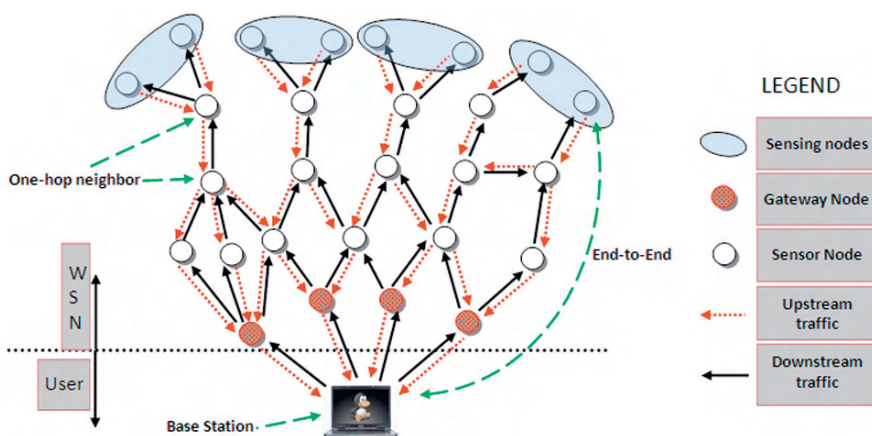 LEGEND
Sensing nodes
One-hop neighbor
Gateway Node
End-to-End
Sensor Node
W
S
N
Upstream
traffic
User
Downstream
traffic
Base Station